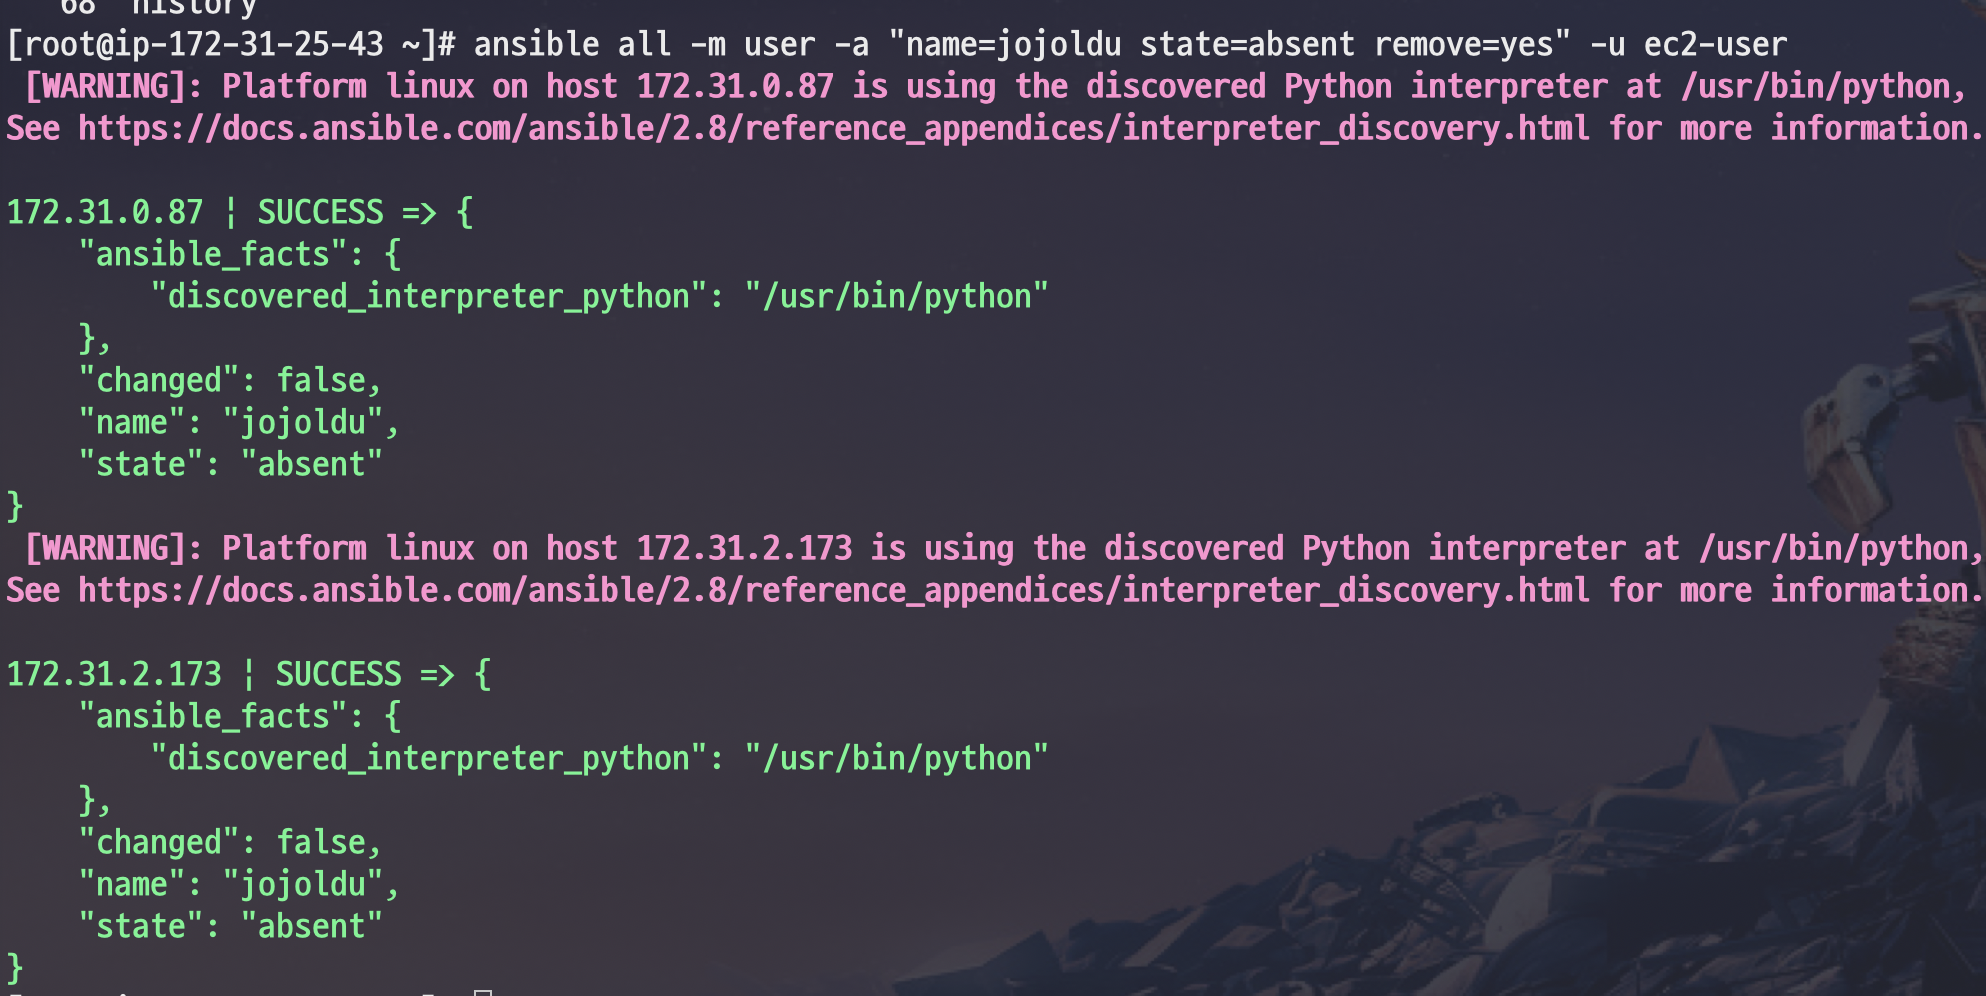 68 history
[root@ip-172-31-25-43 ~]# ansible all -m user -a "name=jojoldu state=absent remove=yes" -u ec2-user
[WARNING]: Platform linux on host 172.31.0.87 is using the discovered Python interpreter at /usr/bin/python,
See https://docs.ansible.com/ansible/2.8/reference_appendices/interpreter_discovery.html for more information.
172.31.0.87 | SUCCESS => {
"ansible_facts": {
"discovered_interpreter_python": "/usr/bin/python"
},
"changed": false,
"name": "jojoldu",
"state": "absent"
}
[WARNING]: Platform linux on host 172.31.2.173 is using the discovered Python interpreter at /usr/bin/python,
See https://docs.ansible.com/ansible/2.8/reference_appendices/interpreter_discovery.html for more information.
172.31.2.173 | SUCCESS => {
"ansible_facts": {
"discovered_interpreter_python": "/usr/bin/python"
},
"changed": false,
"name": "jojoldu",
"state": "absent"
}